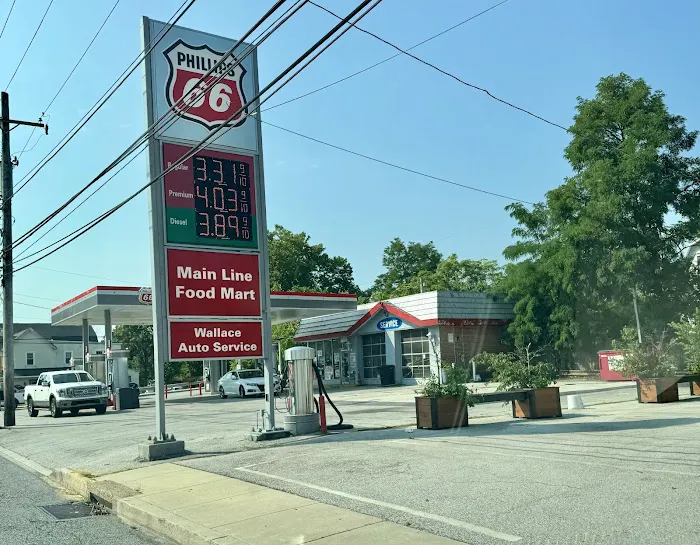 PHILLIPS
66
Regular 3.31 9/10
Premium 4.03 9/10
Diesel 3.89 9/10
Main Line
Food Mart
Wallace
Auto Service
66
SERVICE